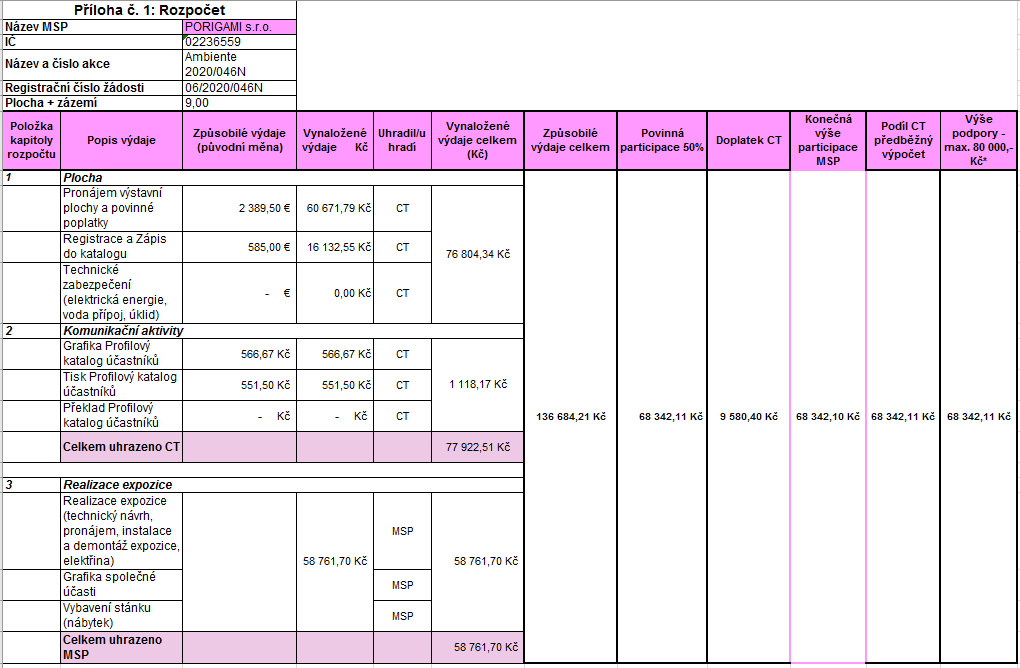 Příloha č. 1: Rozpočet
Název MSP PORIGAMI s.r.o.
IČ 02236559
Název a číslo akce Ambiente
2020/046N
Registrační číslo žádosti 06/2020/046N
Plocha + zázemí 9,00
Položka
kapitoly
rozpočtu
Popis výdaje
Způsobilé výdaje
(původní měna)
Vynaložené
výdaje Kč
Uhradil/u
hradí
Vynaložené
výdaje celkem
(Kč)
Způsobilé
výdaje celkem
Povinná
participace 50%
Doplatek CT
Konečná
výše
participace
MSP
Podíl CT
předběžný
výpočet
Výše
podpory -
max. 80 000,-
Kč*
1 Plocha
Pronájem výstavní
plochy a povinné
poplatky
2 389,50 € 60 671,79 Kč CT
Registrace a Zápis
do katalogu
585,00 € 16 132,55 Kč CT
76 804,34 Kč
Technické
zabezpečení
(elektrická energie,
voda přípoj, úklid)
- € 0,00 Kč CT
2 Komunikační aktivity
Grafika Profilový
katalog účastníků
566,67 Kč 566,67 Kč CT
Tisk Profilový katalog
účastníků
551,50 Kč 551,50 Kč CT
1 118,17 Kč
Překlad Profilový
katalog účastníků
- Kč - Kč CT
136 684,21 Kč 68 342,11 Kč 9 580,40 Kč 68 342,10 Kč 68 342,11 Kč 68 342,11 Kč
Celkem uhrazeno CT 77 922,51 Kč
3 Realizace expozice
Realizace expozice
(technický návrh,
pronájem, instalace
a demontáž expozice,
elektřina)
MSP
58 761,70 Kč 58 761,70 Kč
Grafika společné
účasti
MSP
Vybavení stánku
(nábytek)
MSP
Celkem uhrazeno
MSP
58 761,70 Kč